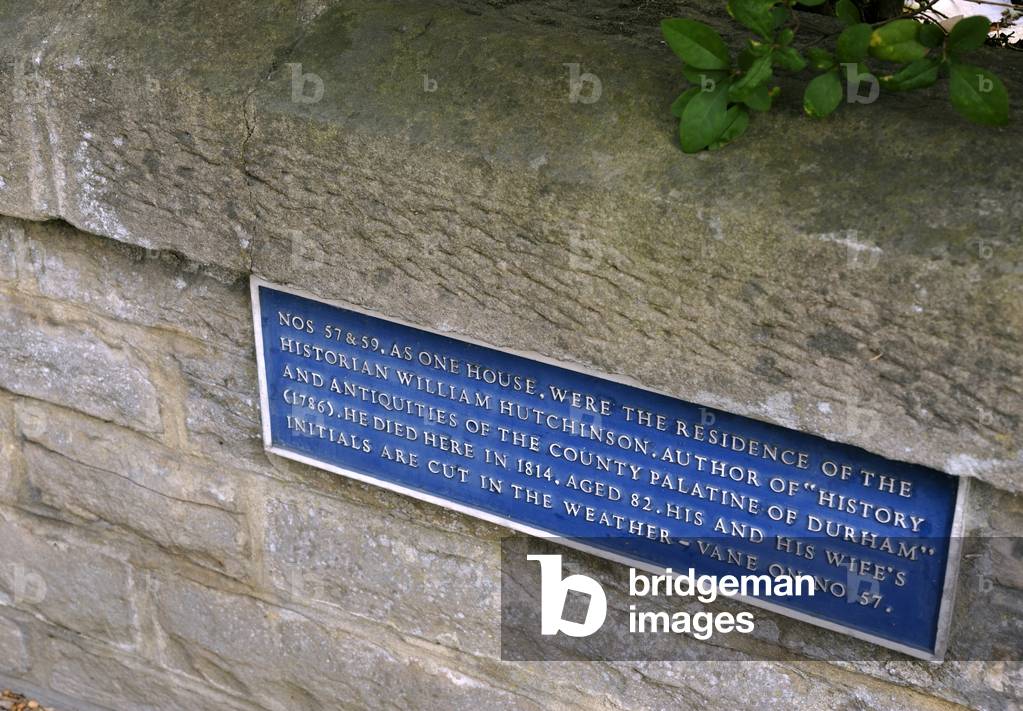 NOS 57 & 59, AS ONE HOUSE, WERE THE RESIDENCE OF THE
HISTORIAN WILLIAM HUTCHINSON, AUTHOR OF "HISTORY
AND ANTIQUITIES OF THE COUNTY PALATINE OF DURHAM"
(1786). HE DIED HERE IN 1814, AGED 82. HIS AND HIS WIFE'S
INITIALS ARE CUT IN THE WEATHER-VANE ON NO 57.
b bridgeman
images